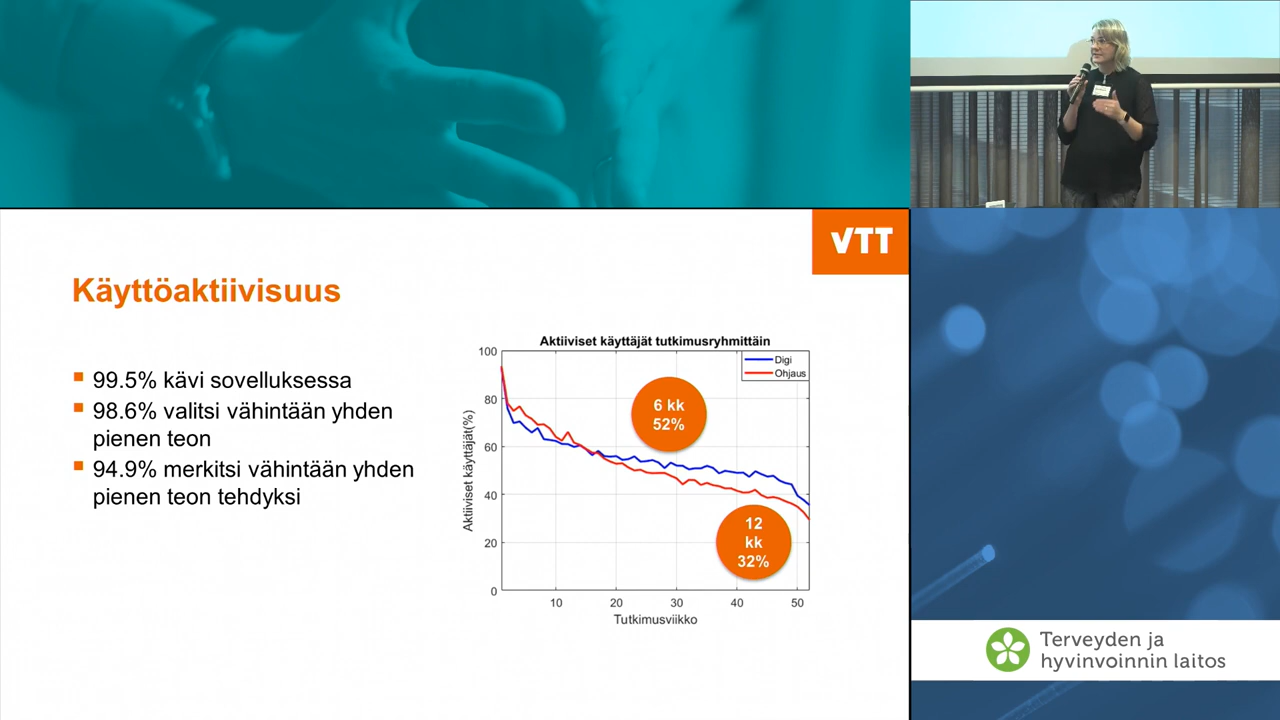 VTT
Käyttöaktiivisuus
99.5% kävi sovelluksessa
98.6% valitsi vähintään yhden
pienen teon
94.9% merkitsi vähintään yhden
pienen teon tehdyksi
Aktiiviset käyttäjät tutkimusryhmittäin
Aktiiviset käyttäjät(%)
100
80
60
40
20
0
Digi
Ohjaus
6 kk
52%
12
kk
32%
10
20
30
40
50
Tutkimusviikko
Terveyden ja
hyvinvoinnin laitos